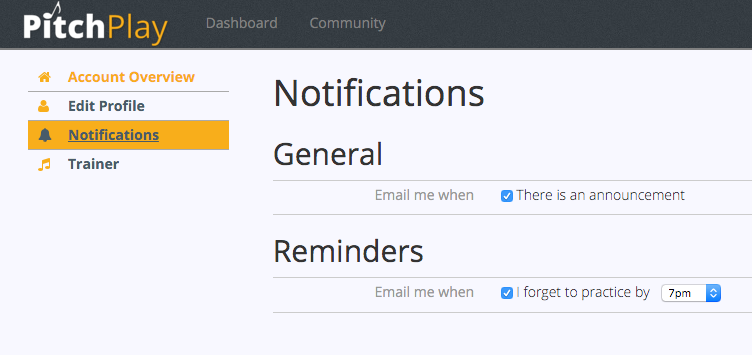 PitchPlay Dashboard Community
Account Overview
Edit Profile
Notifications
Trainer
Notifications
General
Email me when There is an announcement
Reminders
Email me when I forget to practice by 7pm